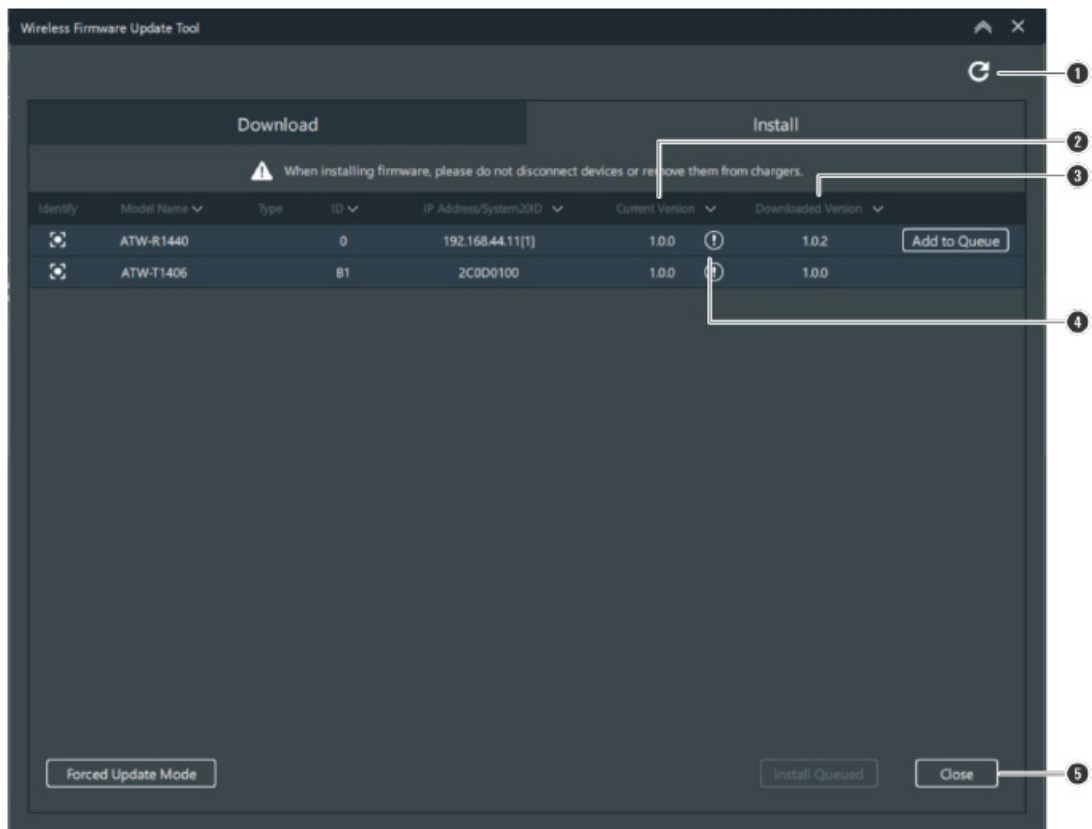 Wireless Firmware Update Tool
1
Download Install
2
When installing firmware, please do not disconnect devices or remove them from chargers.
3
Identify Model Name Type ID IP Address/System20ID Current Version Downloaded Version
ATW-R1440 0 192.168.44.11[1] 1.0.0 1.0.2 Add to Queue
ATW-T1406 B1 2C0D0100 1.0.0 1.0.0
4
Forced Update Mode Install Queued Close 5